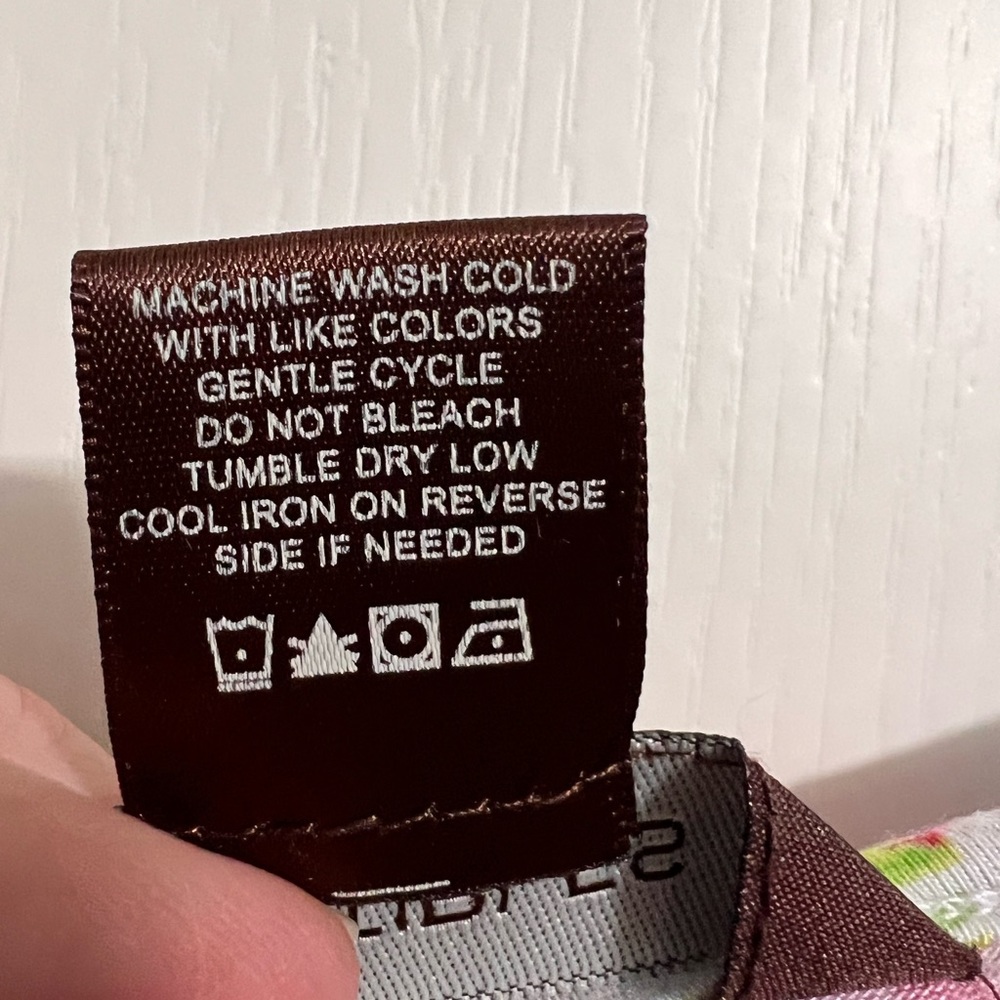 MACHINE WASH COLD
WITH LIKE COLORS
GENTLE CYCLE
DO NOT BLEACH
TUMBLE DRY LOW
COOL IRON ON REVERSE
SIDE IF NEEDED